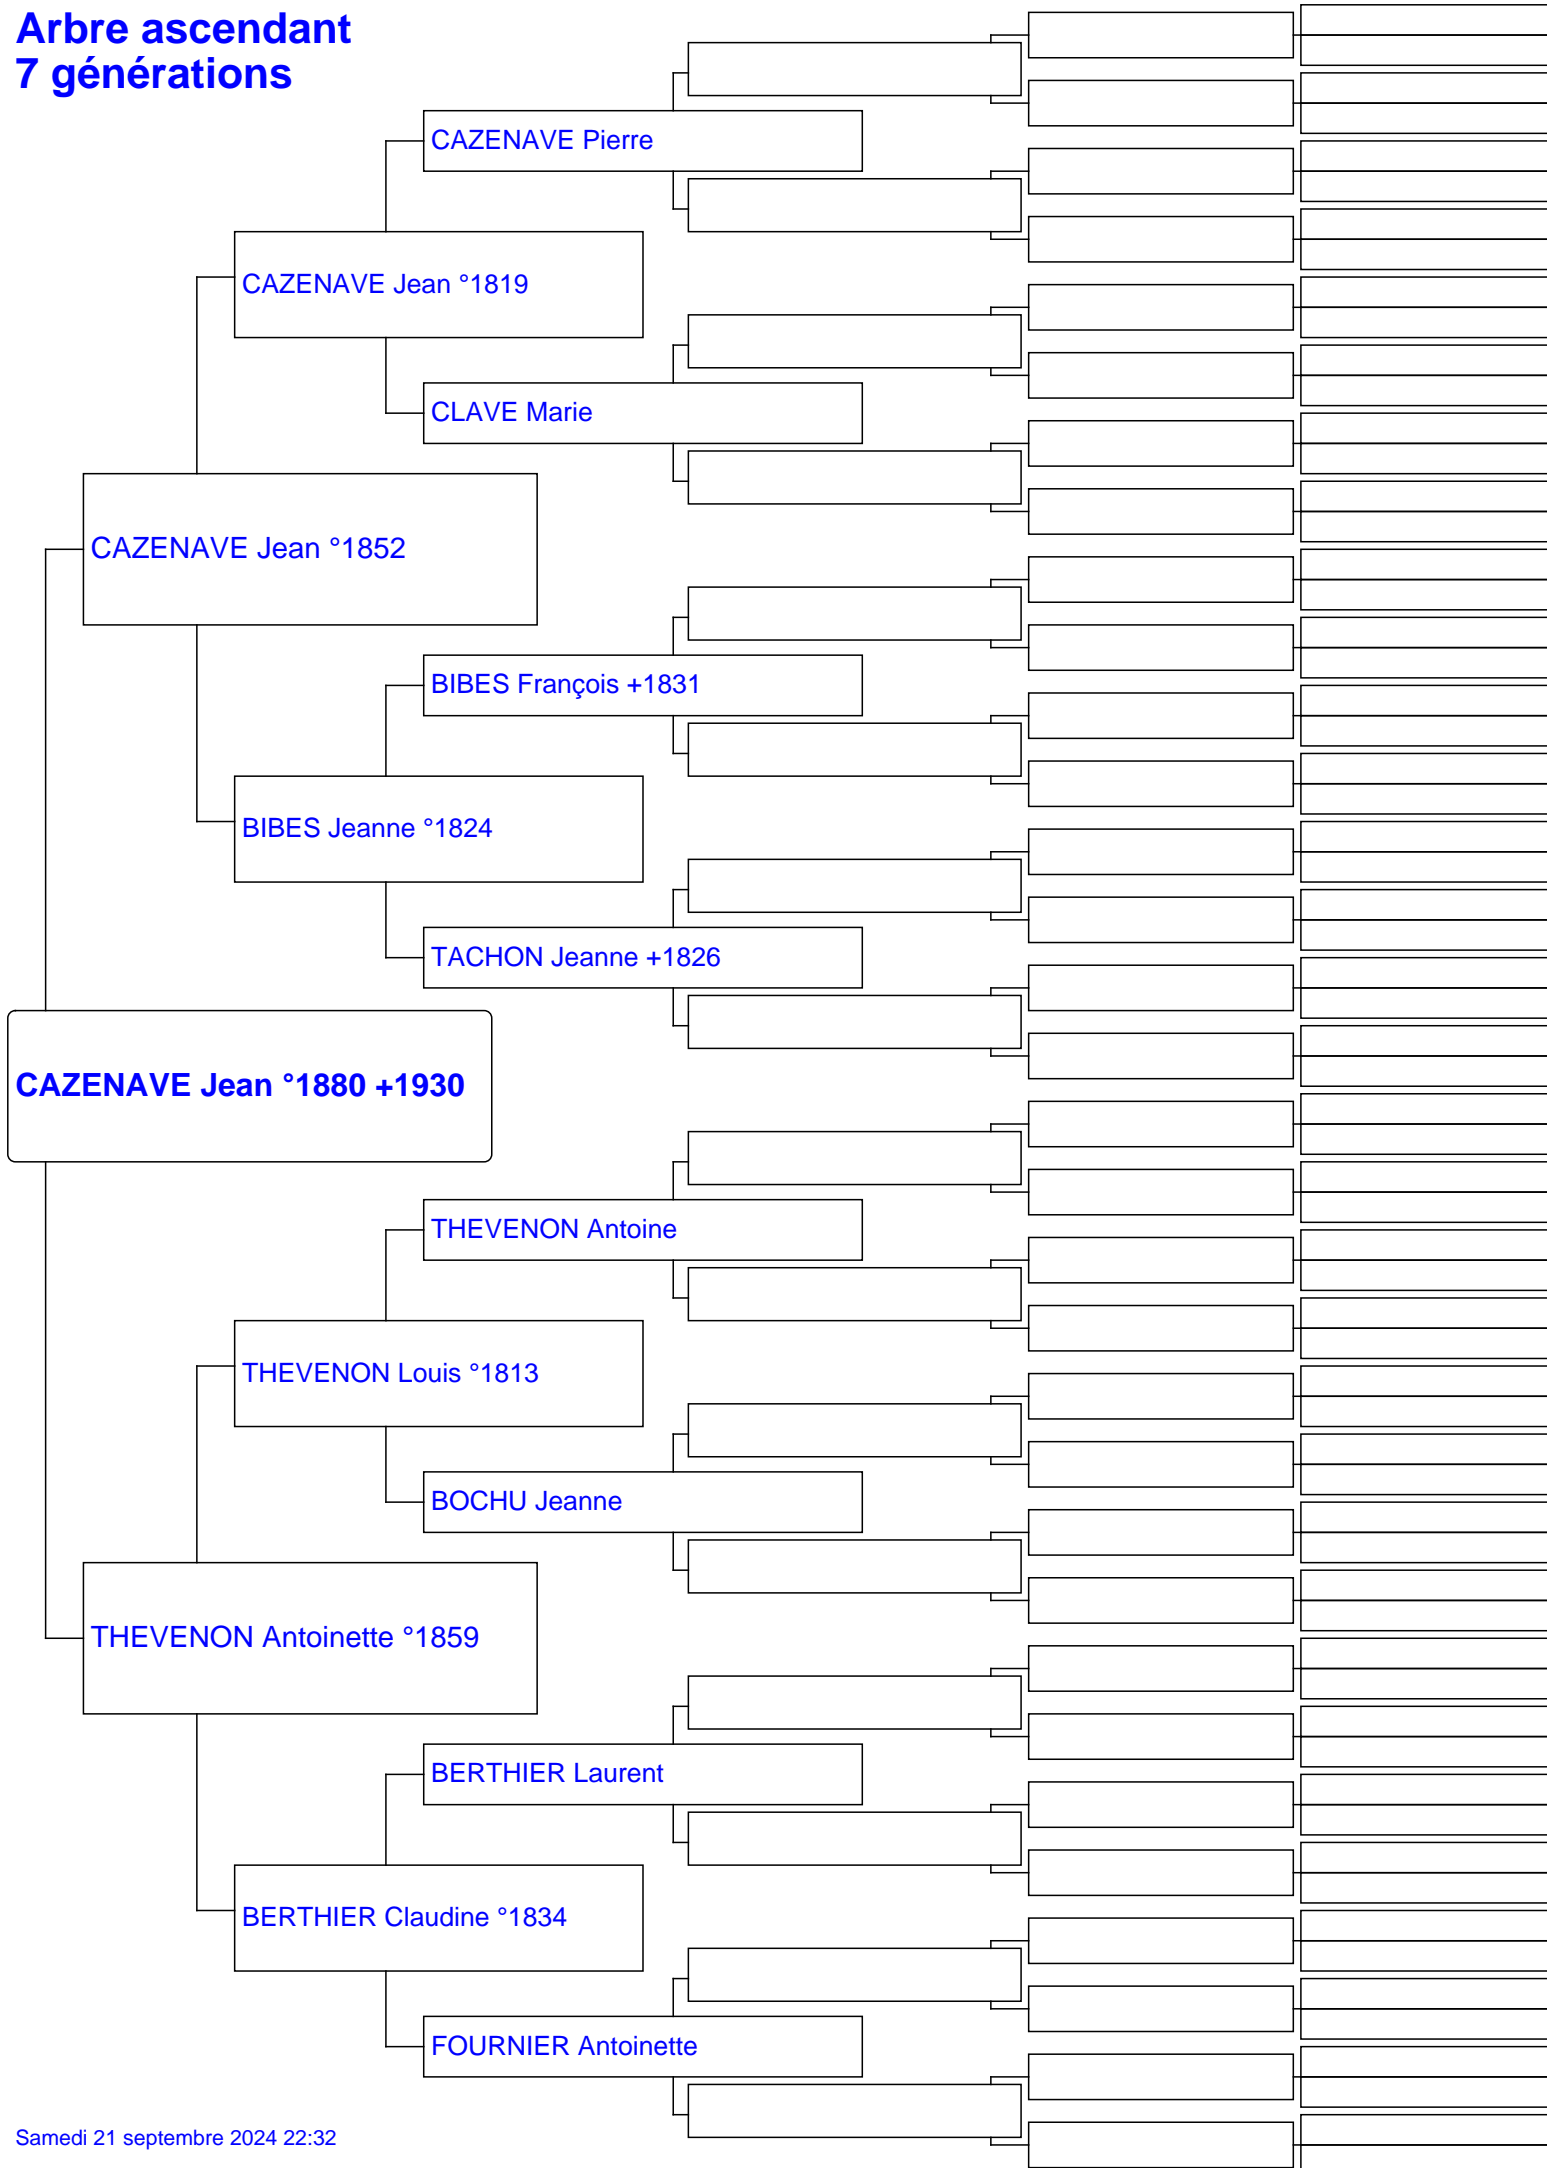 Arbre ascendant
7 générations
CAZENAVE Pierre
CAZENAVE Jean °1819
CLAVE Marie
CAZENAVE Jean °1852
BIBES François +1831
BIBES Jeanne °1824
TACHON Jeanne +1826
CAZENAVE Jean °1880 +1930
THEVENON Antoine
THEVENON Louis °1813
BOCHU Jeanne
THEVENON Antoinette °1859
BERTHIER Laurent
BERTHIER Claudine °1834
FOURNIER Antoinette
Samedi 21 septembre 2024 22:32